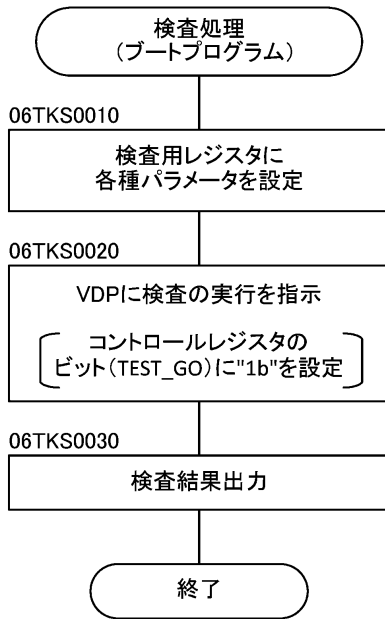 検査処理
(ブートプログラム)
06TKS0010
検査用レジスタに
各種パラメータを設定
06TKS0020
VDPに検査の実行を指示
コントロールレジスタの
ビット(TEST_GO)に"1b"を設定
06TKS0030
検査結果出力
終了